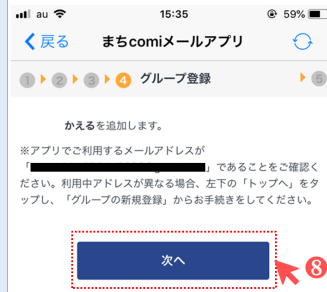 au 15:35 59%
戻る まちcomiメールアプリ
1 2 3 4 グループ登録 5
かえるを追加します。
※アプリでご利用するメールアドレスが
「」であることをご確認く
ださい。利用中アドレスが異なる場合、左下の「トップへ」をタ
ップし、「グループの新規登録」からお手続きをしてください。
次へ
8